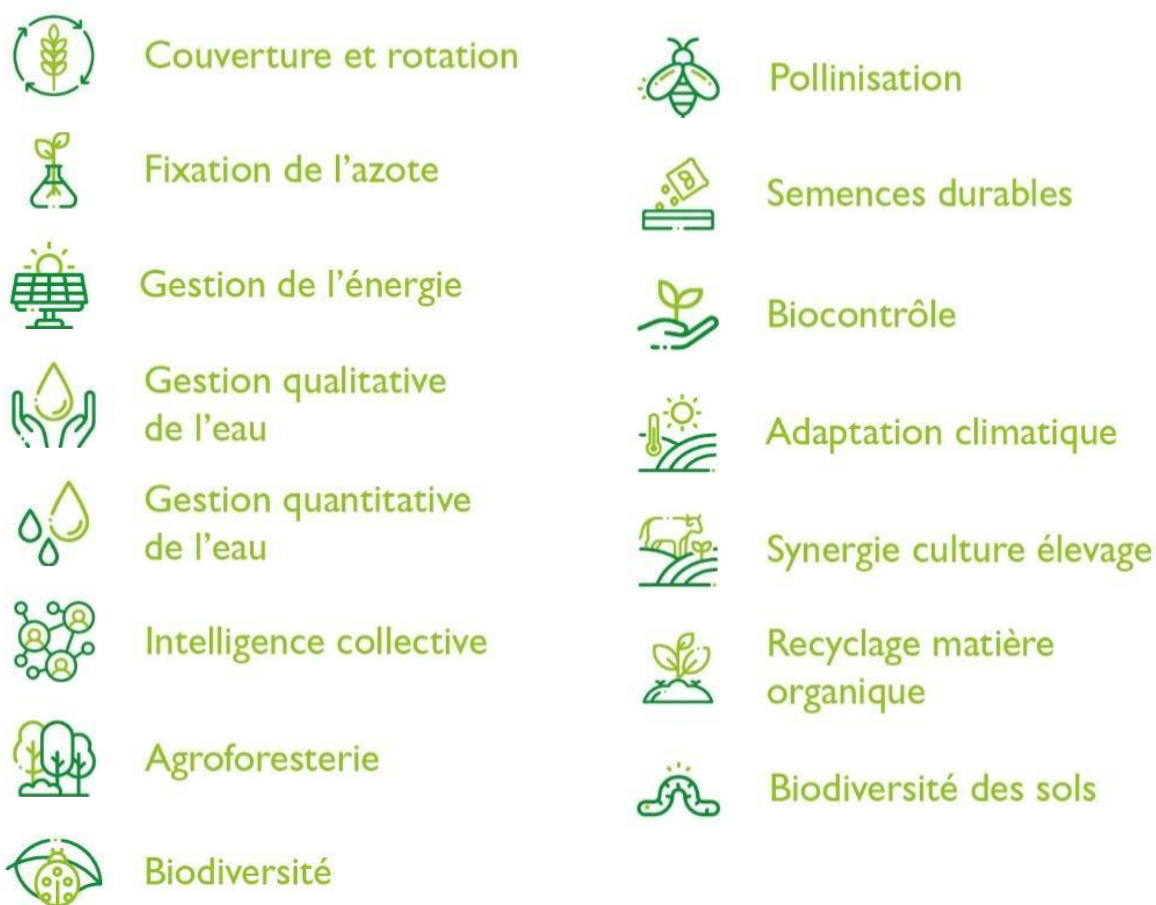 Couverture et rotation
Fixation de l'azote
Gestion de l'énergie
Gestion qualitative
de l'eau
Gestion quantitative
de l'eau
Intelligence collective
Agroforesterie
Biodiversité
Pollinisation
Semences durables
Biocontrôle
Adaptation climatique
Synergie culture élevage
Recyclage matière
organique
Biodiversité des sols